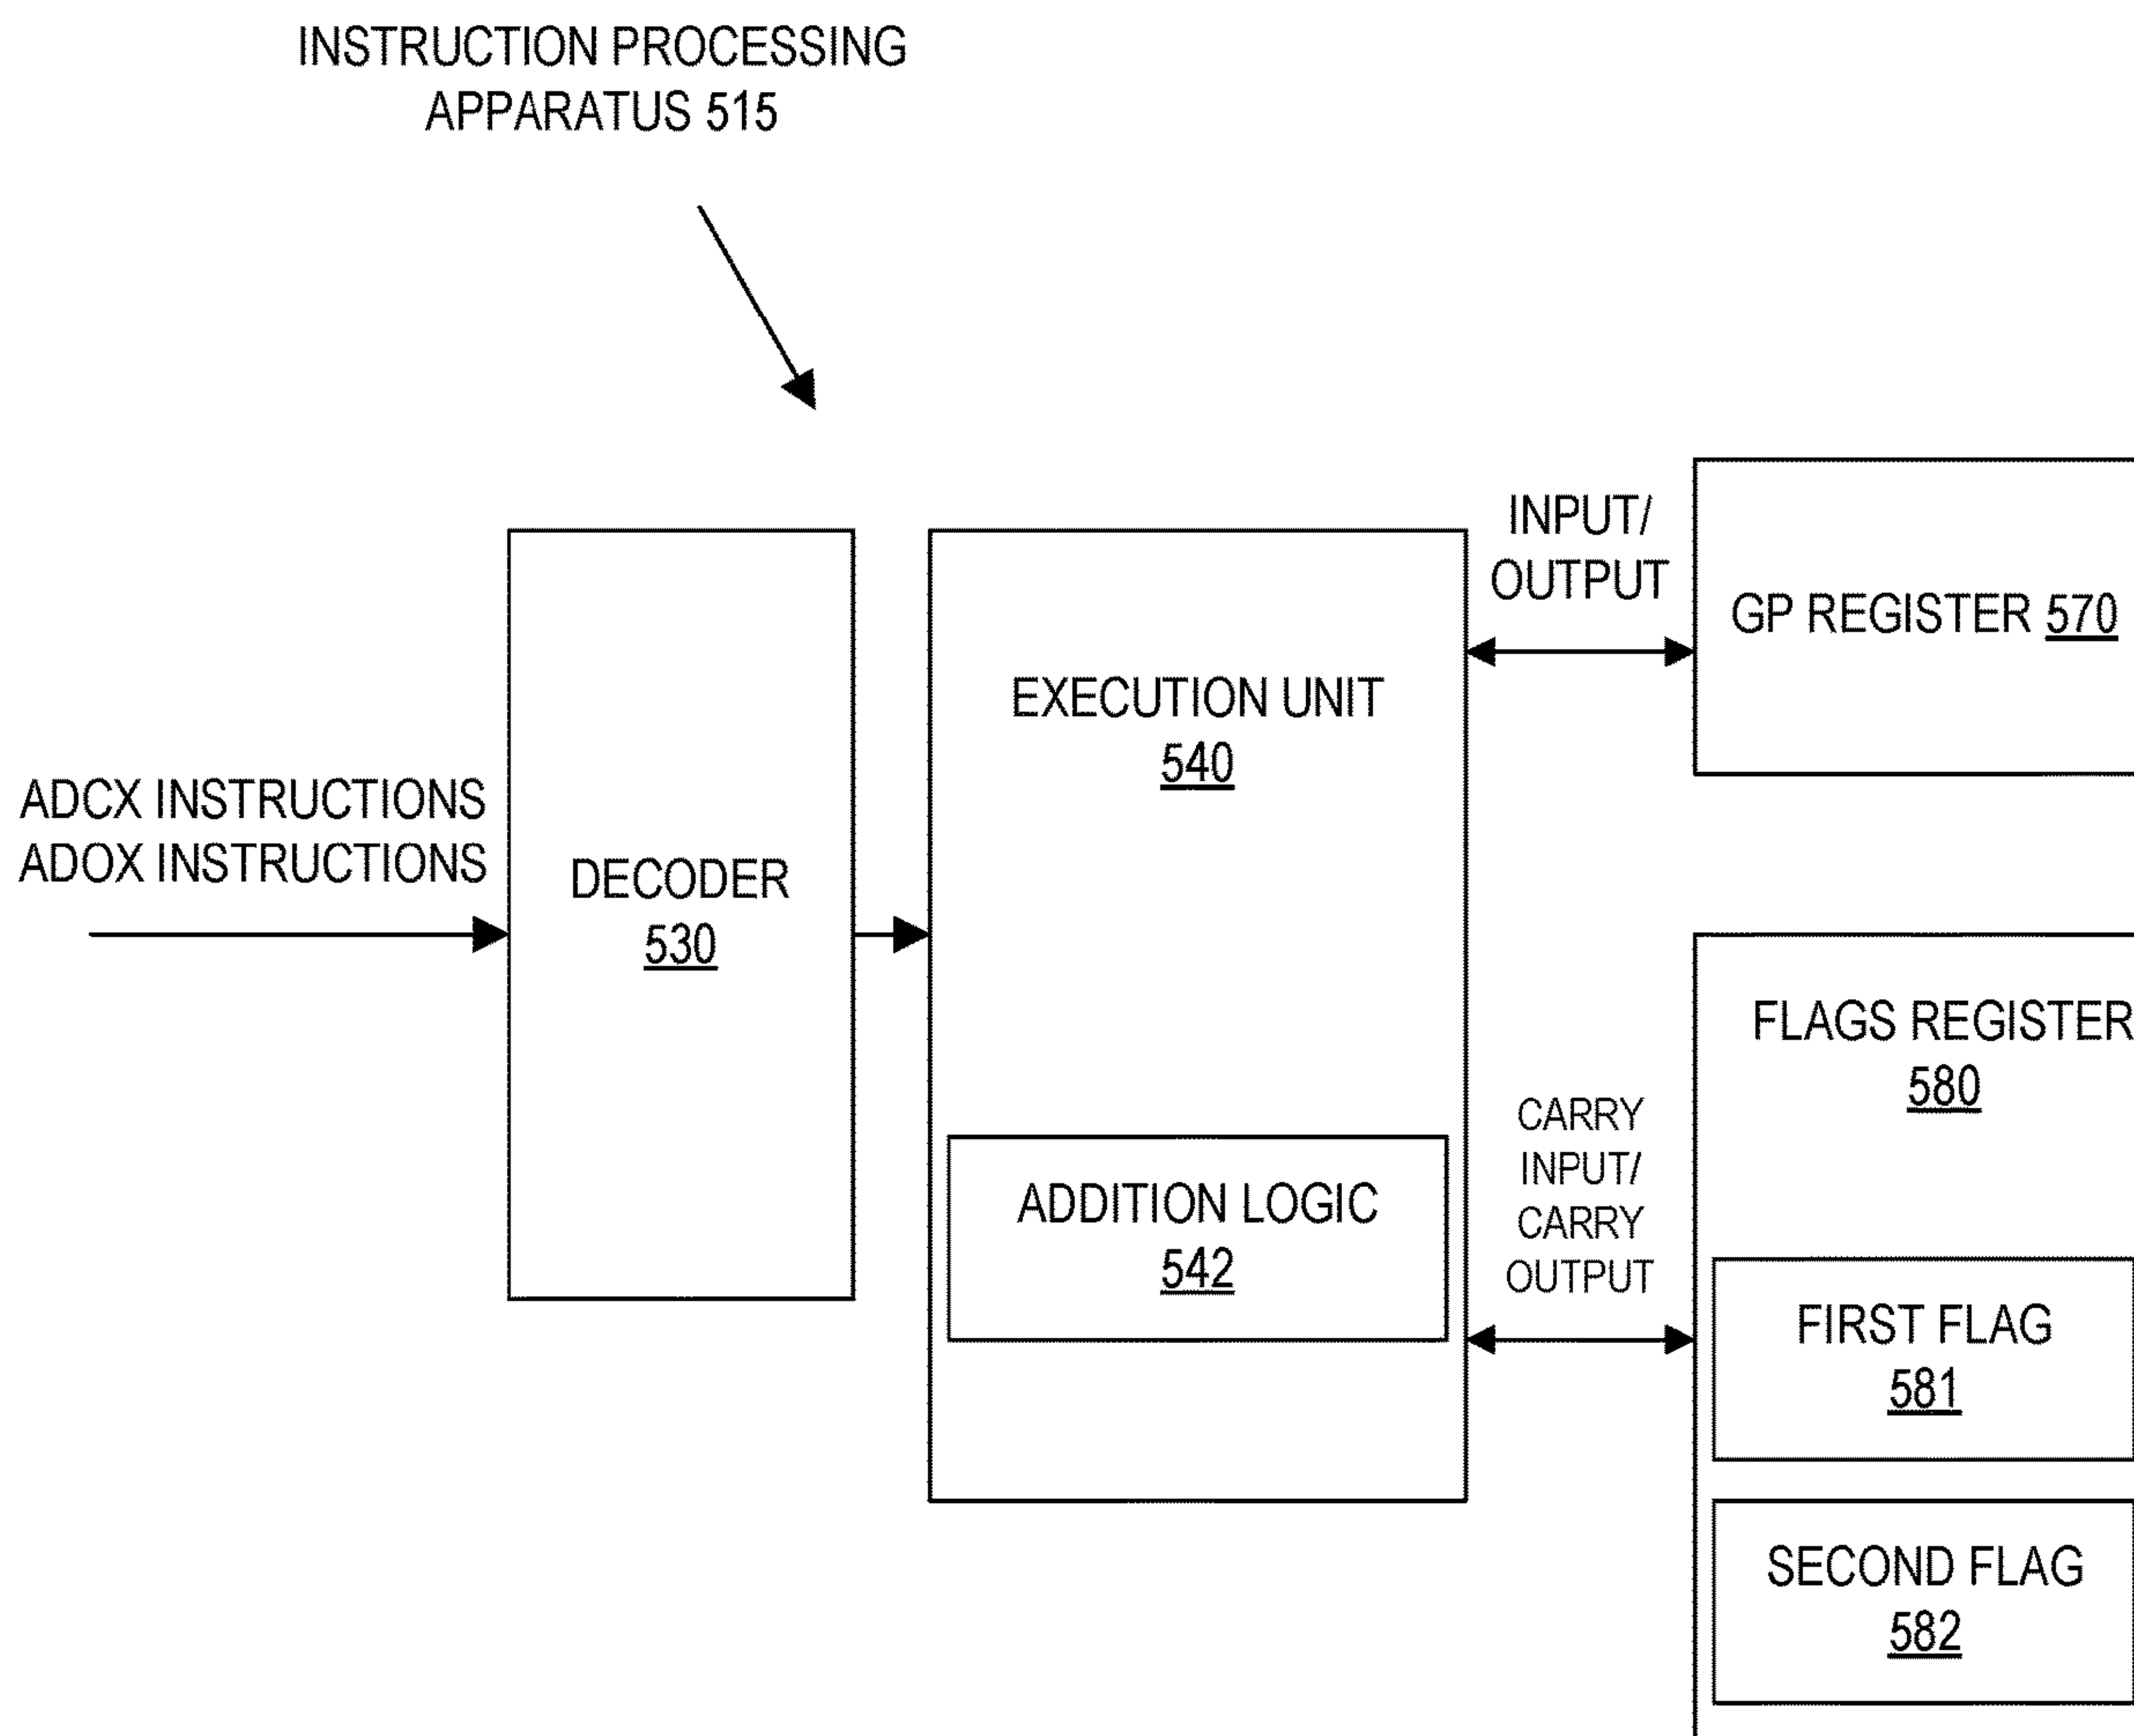 INSTRUCTION PROCESSING
APPARATUS 515
INPUT/
OUTPUT
GP REGISTER 570
EXECUTION UNIT
540
ADCX INSTRUCTIONS
ADOX INSTRUCTIONS
DECODER
530
FLAGS REGISTER
580
CARRY
INPUT/
CARRY
OUTPUT
ADDITION LOGIC
542
FIRST FLAG
581
SECOND FLAG
582